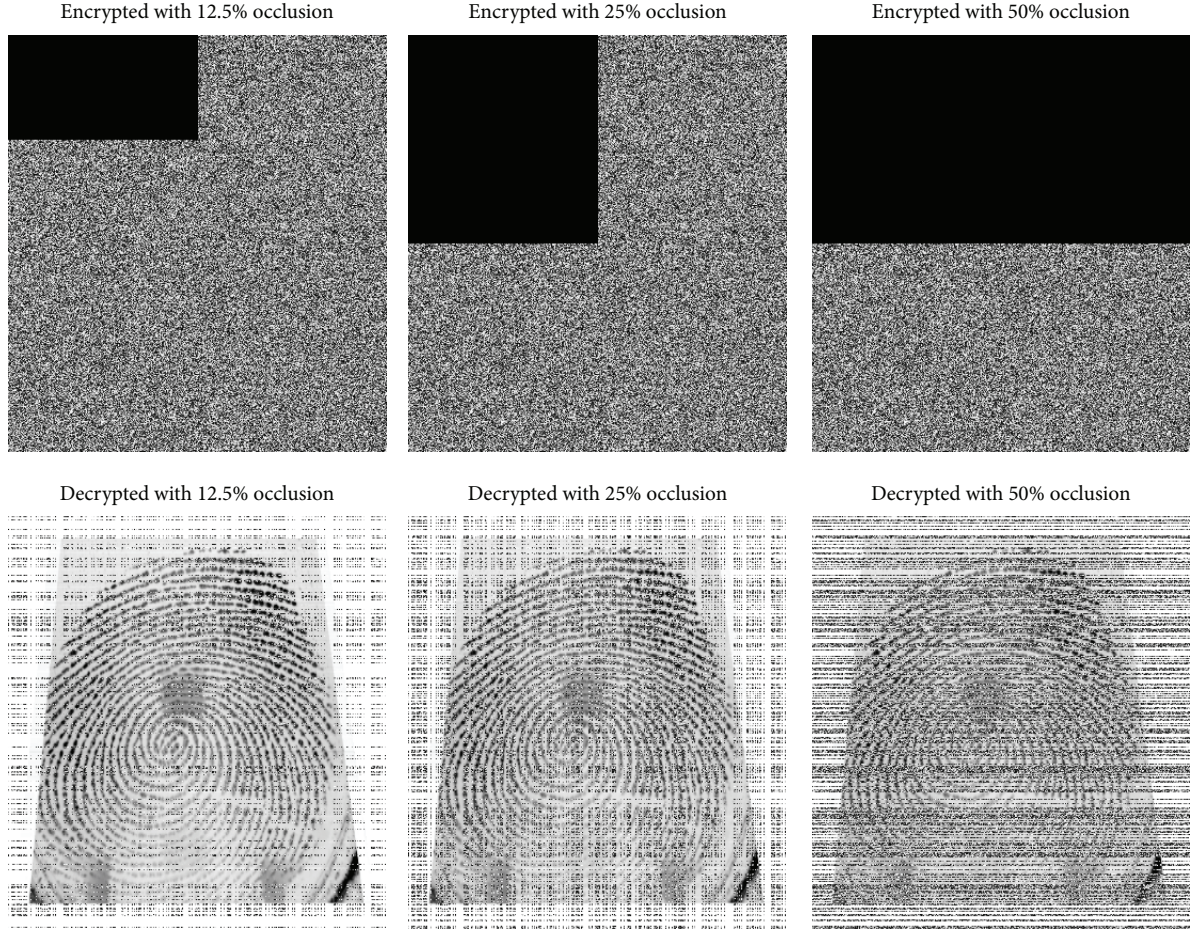 Encrypted with 12.5% occlusion
Encrypted with 25% occlusion
Encrypted with 50% occlusion
Decrypted with 12.5% occlusion
Decrypted with 25% occlusion
Decrypted with 50% occlusion